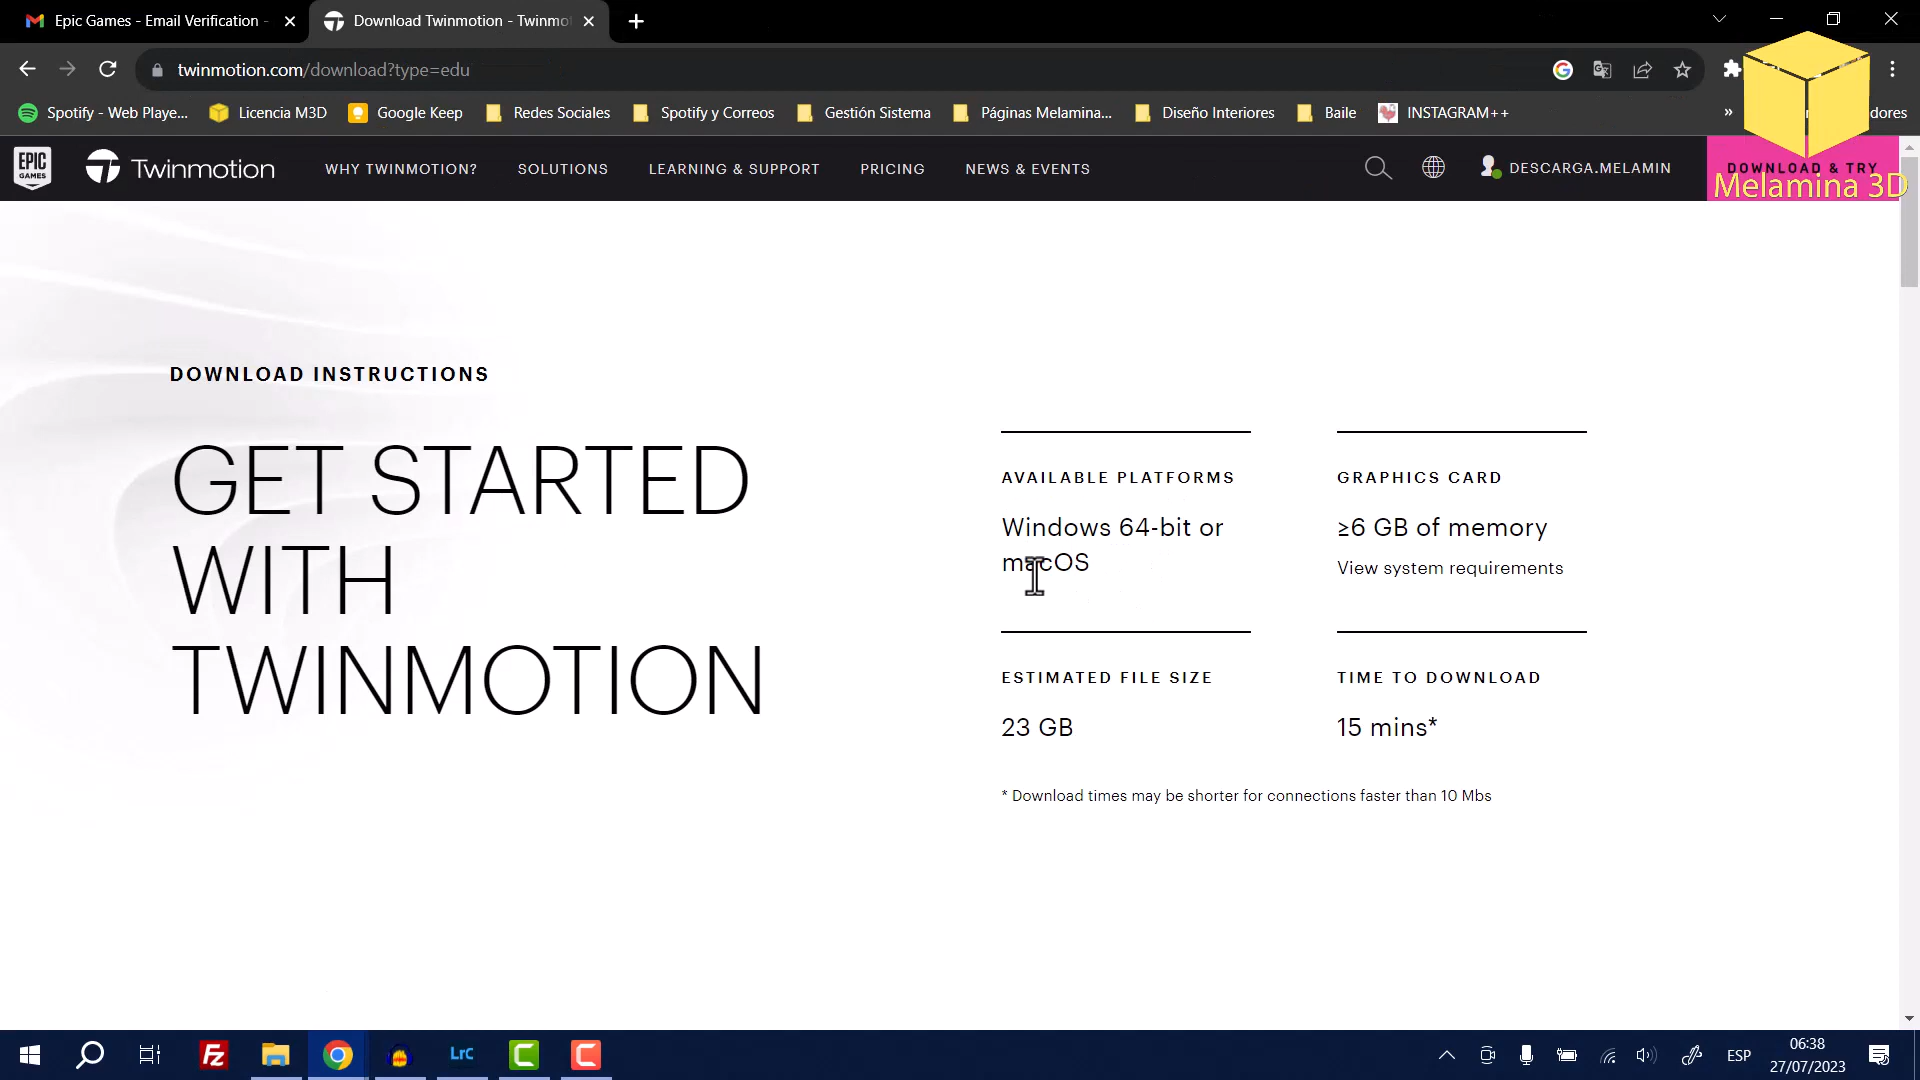 Epic Games - Email Verification -
Download Twinmotion - Twinmo
twinmotion.com/download?type=edu
Spotify - Web Playe...
Licencia M3D
Google Keep
Redes Sociales
Spotify y Correos
Gestión Sistema
Páginas Melamina...
Diseño Interiores
Baile
INSTAGRAM++
»
dores
EPIC GAMES
Twinmotion
WHY TWINMOTION?
SOLUTIONS
LEARNING & SUPPORT
PRICING
NEWS & EVENTS
DESCARGA.MELAMIN
DOWNLOAD & TRY
Melamina 3D
DOWNLOAD INSTRUCTIONS
GET STARTED
WITH
TWINMOTION
AVAILABLE PLATFORMS
Windows 64-bit or
macOS
GRAPHICS CARD
≥6 GB of memory
View system requirements
ESTIMATED FILE SIZE
23 GB
TIME TO DOWNLOAD
15 mins*
* Download times may be shorter for connections faster than 10 Mbs
Fz
LrC
C
C
ESP
06:38
27/07/2023